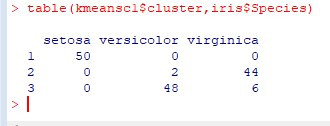 > table(kmeansc1$cluster,iris$Species)
setosa versicolor virginica
1 50 0 0
2 0 2 44
3 0 48 6
>